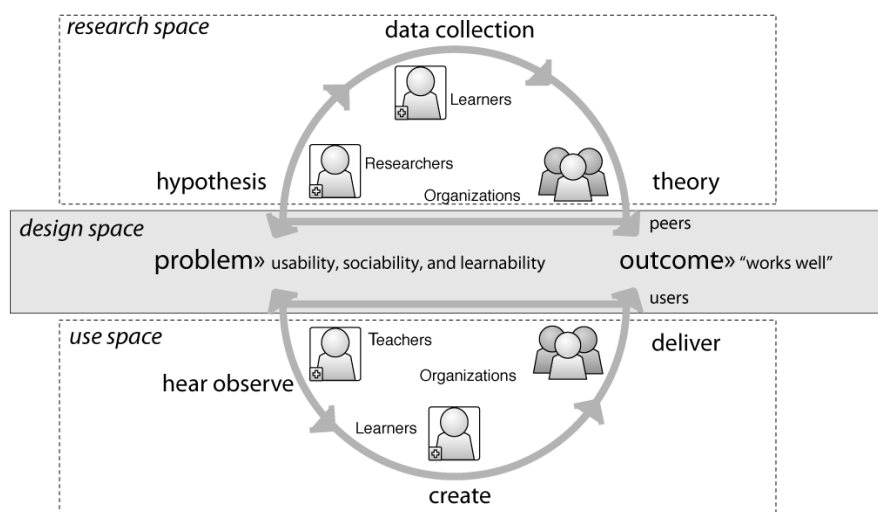 research space
data collection
Learners
Researchers
hypothesis
Organizations
theory
design space
peers
problem» usability, sociability, and learnability
outcome» “works well”
users
use space
Teachers
deliver
hear observe
Organizations
Learners
create